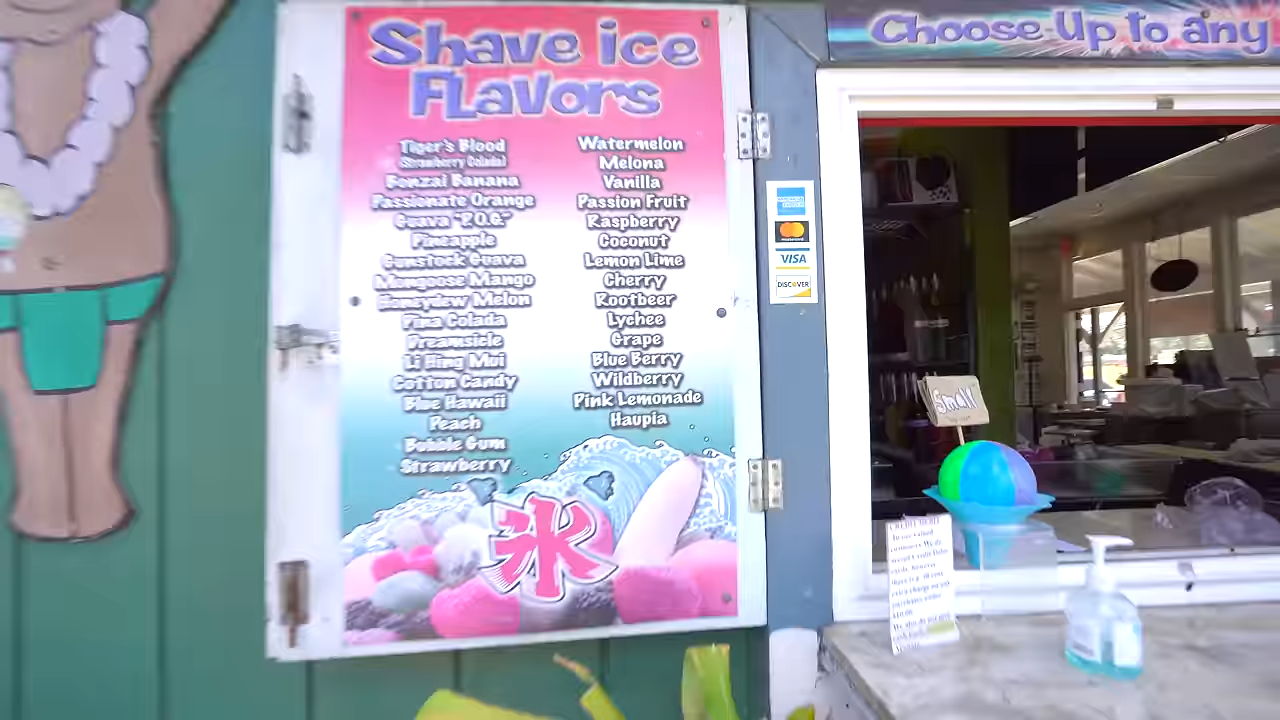 Shave ice
Flavors
Tiger's Blood
(Strawberry Colada)
Bonzai Banana
Passionate Orange
Guava "P.O.G."
Pineapple
Gunstock Guava
Mongoose Mango
Honeydew Melon
Pina Colada
Dreamsicle
Li Hing Mui
Cotton Candy
Blue Hawaii
Peach
Bubble Gum
Strawberry
Watermelon
Melona
Vanilla
Passion Fruit
Raspberry
Coconut
Lemon Lime
Cherry
Rootbeer
Lychee
Grape
Blue Berry
Wildberry
Pink Lemonade
Haupia
氷
Choose Up to any
AMERICAN EXPRESS
mastercard
VISA
DISCOVER
Small